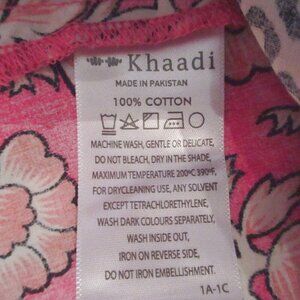 Khaadi
MADE IN PAKISTAN
100% COTTON
MACHINE WASH, GENTLE OR DELICATE,
DO NOT BLEACH, DRY IN THE SHADE,
MAXIMUM TEMPERATURE 200°C 390°F,
FOR DRYCLEANING USE, ANY SOLVENT
EXCEPT TETRACHLORETHYLENE,
WASH DARK COLOURS SEPARATELY,
WASH INSIDE OUT,
IRON ON REVERSE SIDE,
DO NOT IRON EMBELLISHMENT.
1A-1C